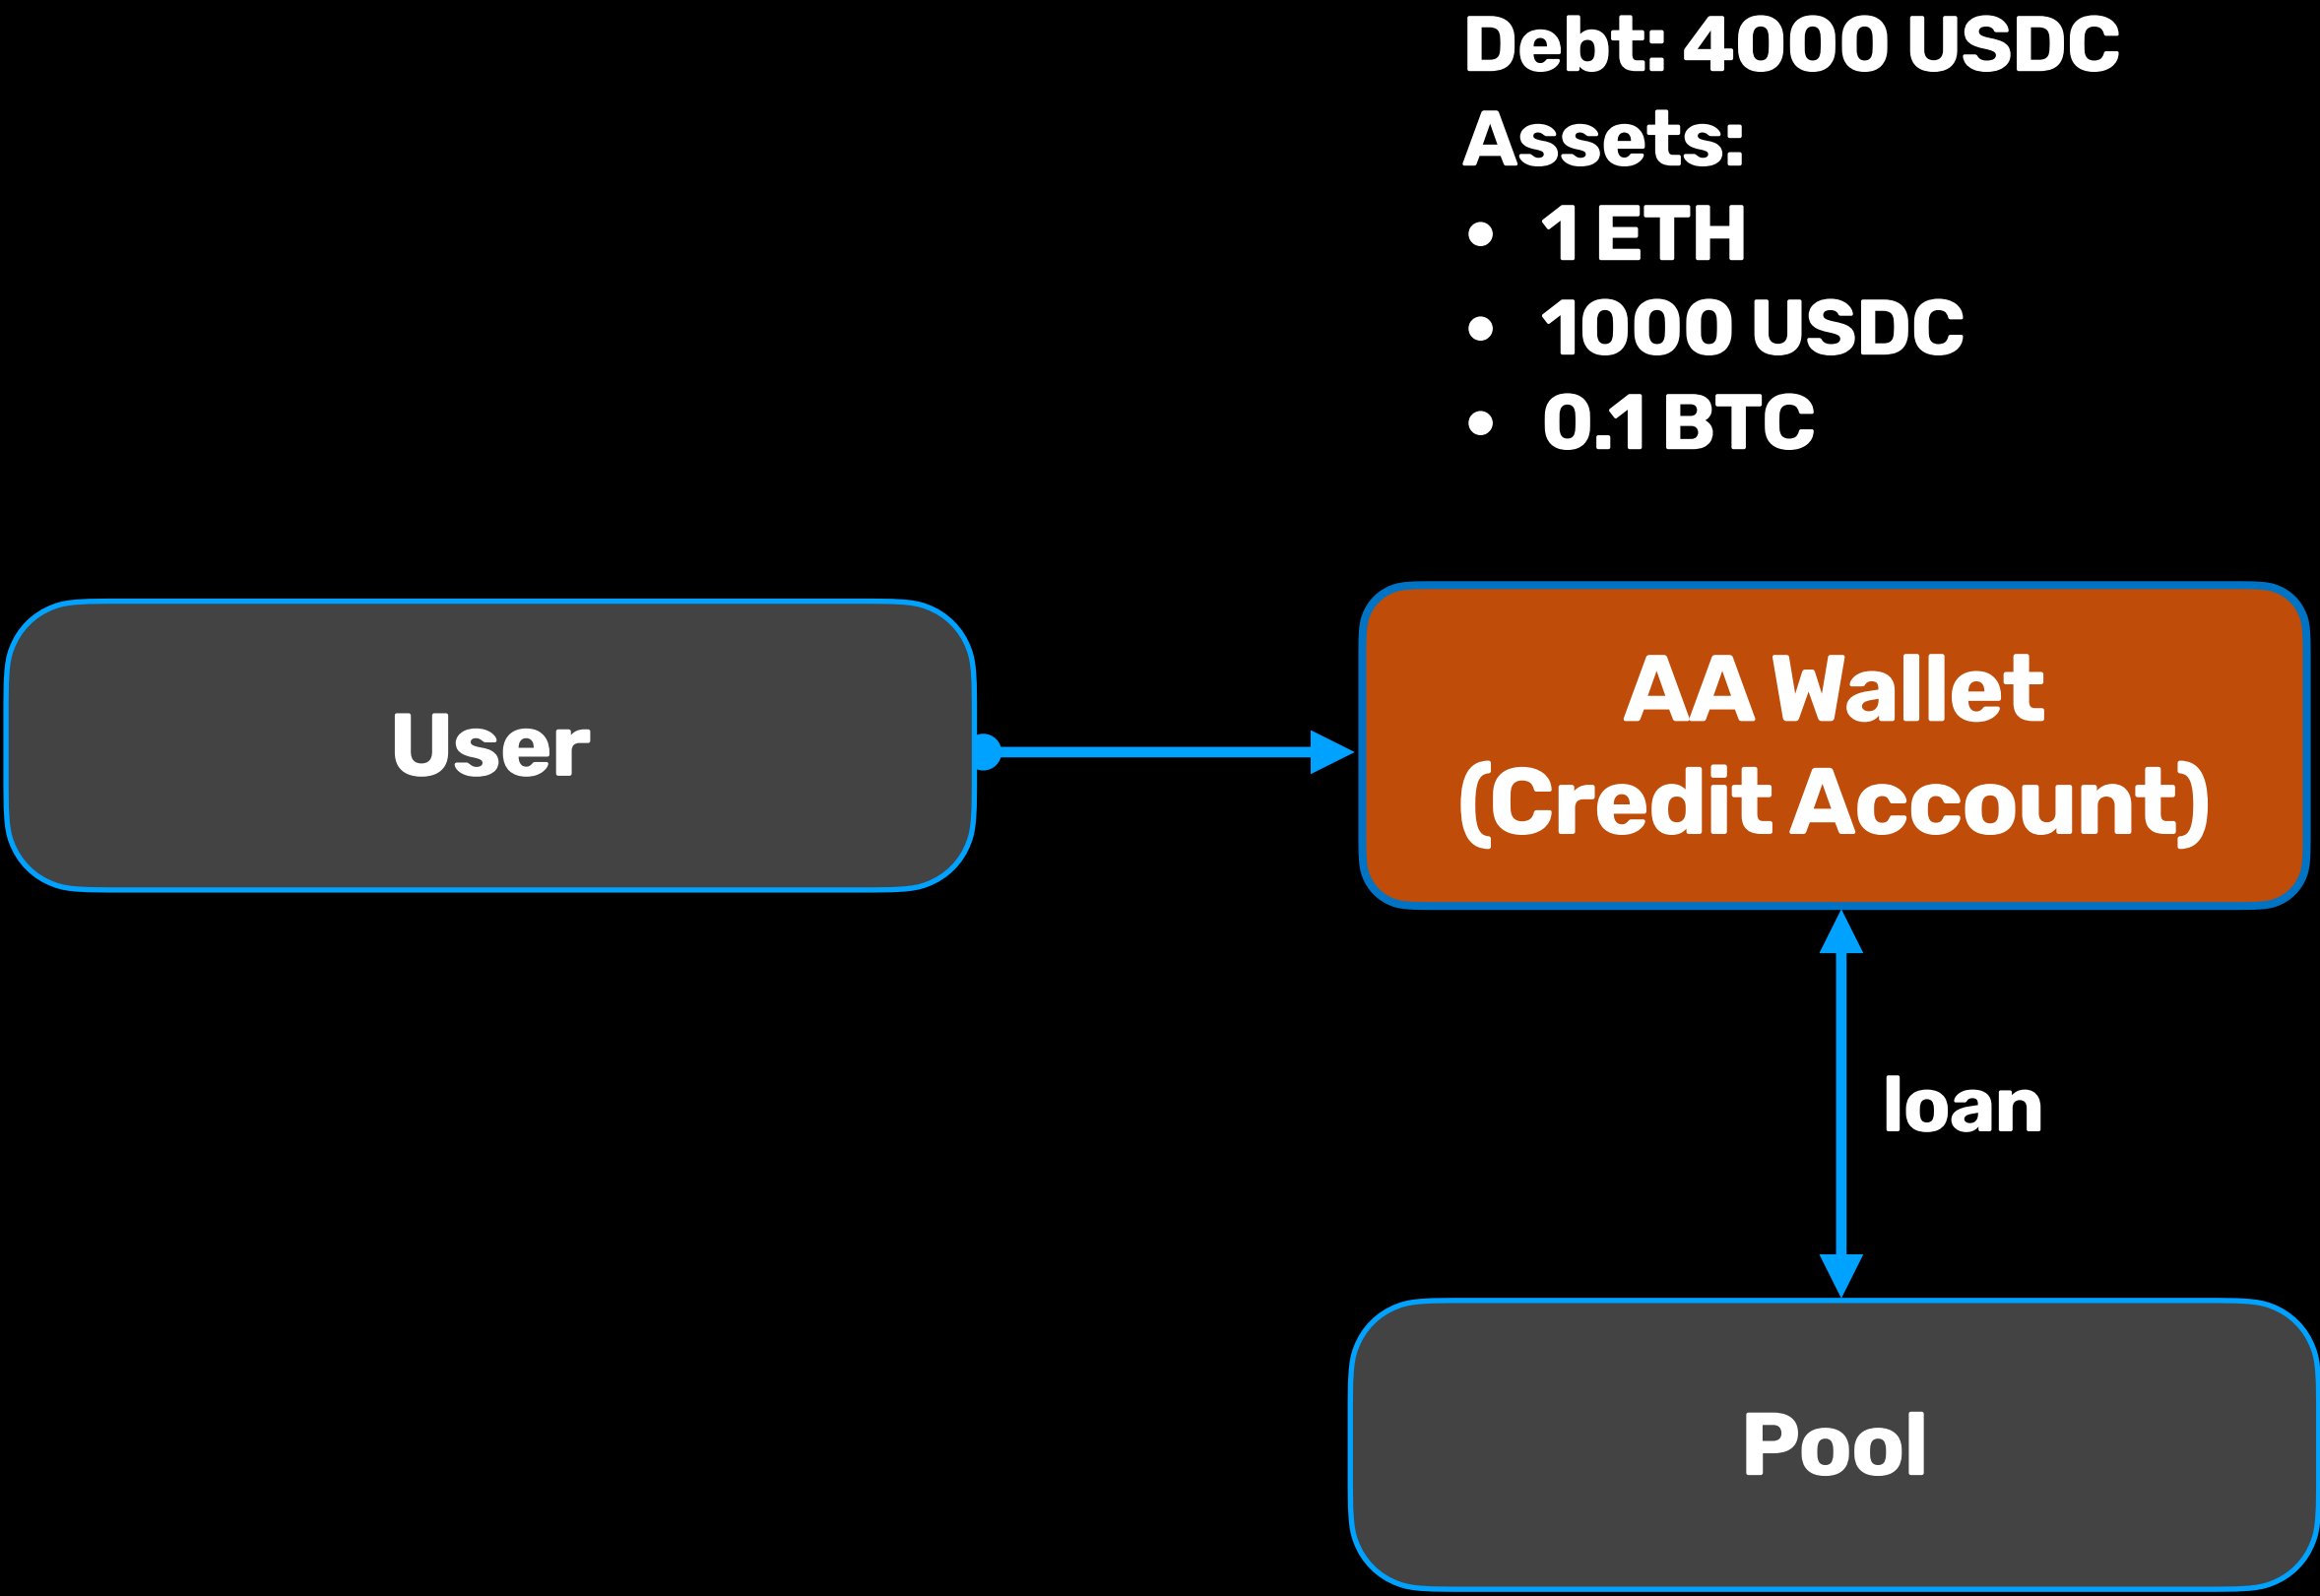 Debt: 4000 USDC
Assets:
• 1 ETH
• 1000 USDC
• 0.1 BTC
User
AA Wallet
(Credit Account)
loan
Pool